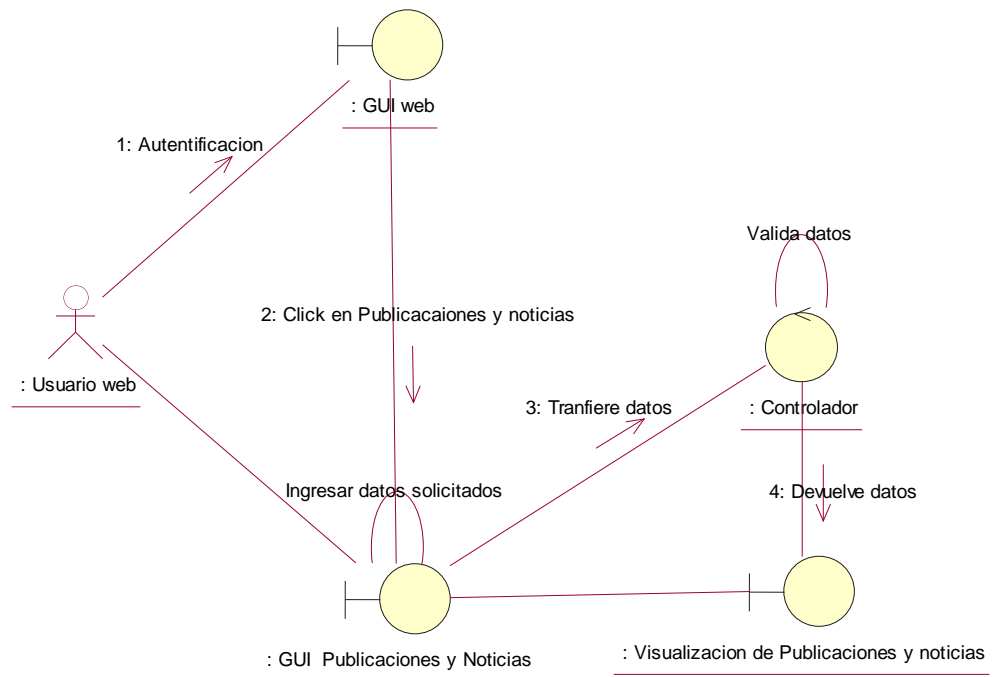 : GUI web
1: Autentificacion
Valida datos
2: Click en Publicacaiones y noticias
: Usuario web
3: Tranfiere datos
: Controlador
Ingresar datos solicitados
4: Devuelve datos
: GUI Publicaciones y Noticias
: Visualizacion de Publicaciones y noticias